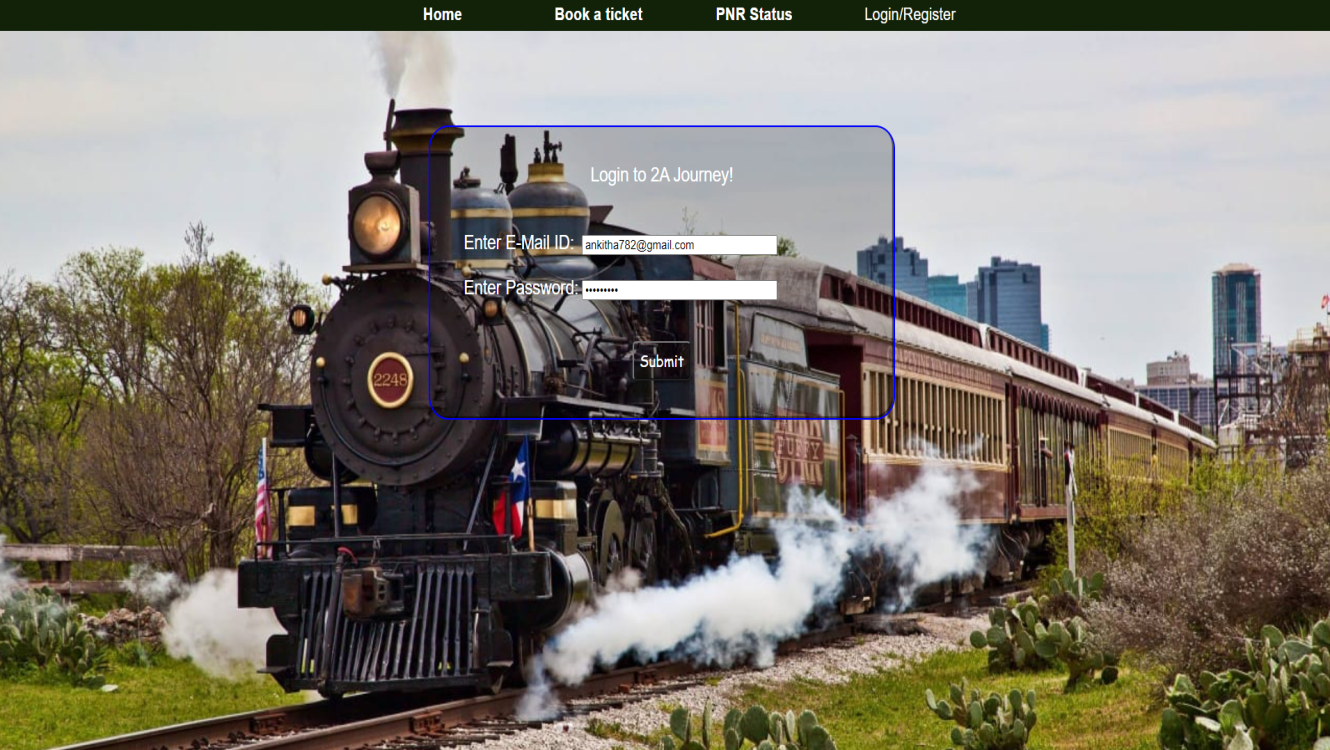 Home Book a ticket PNR Status Login/Register
Login to 2A Journey!
Enter E-Mail ID: ankitha782@gmail.com
Enter Password: •••••••••
Submit
2248